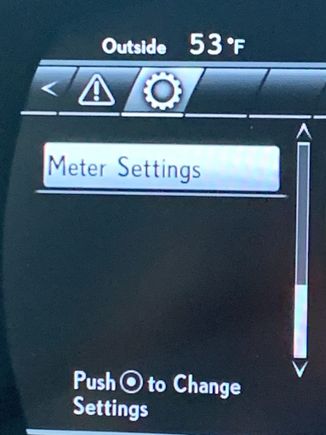 Outside 53°F
<
Meter Settings
Push to Change
Settings